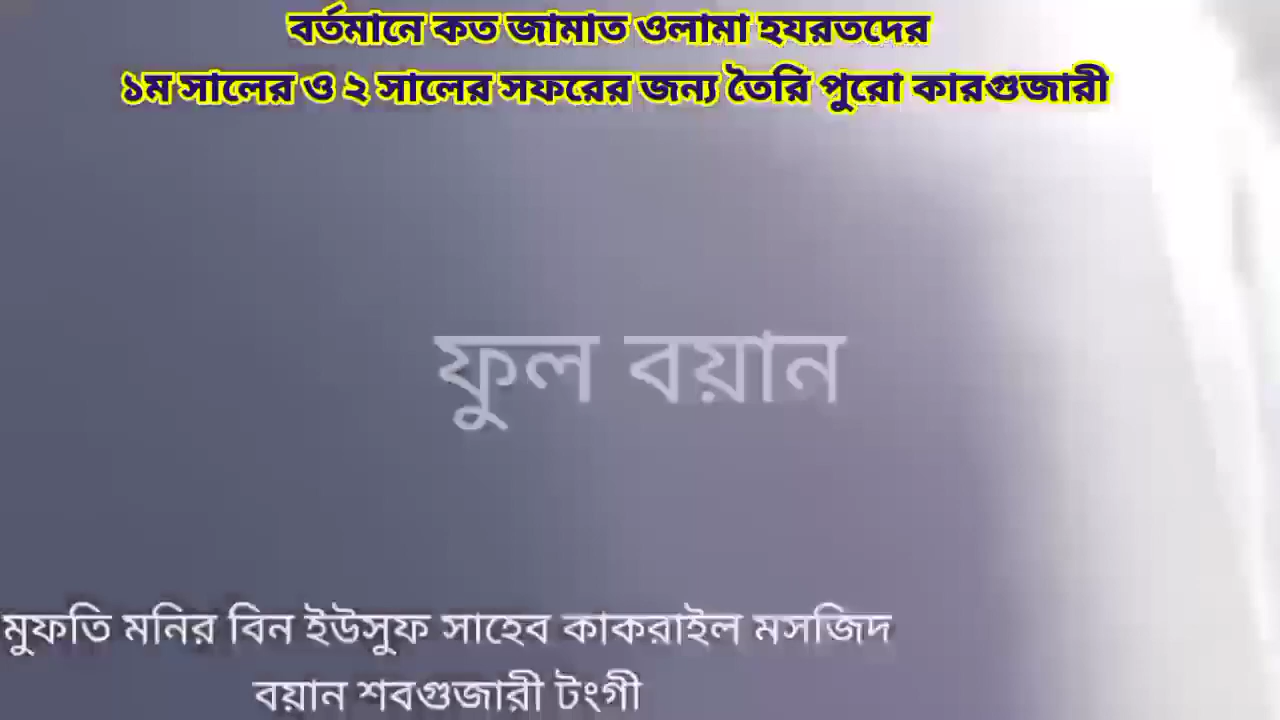 বর্তমানে কত জামাত ওলামা হযরতদের
১ম সালের ও ২ সালের সফরের জন্য তৈরি পুরো কারগুজারী
ফুল বয়ান
মুফতি মনির বিন ইউসুফ সাহেব কাকরাইল মসজিদ
বয়ান শবগুজারী টংগী